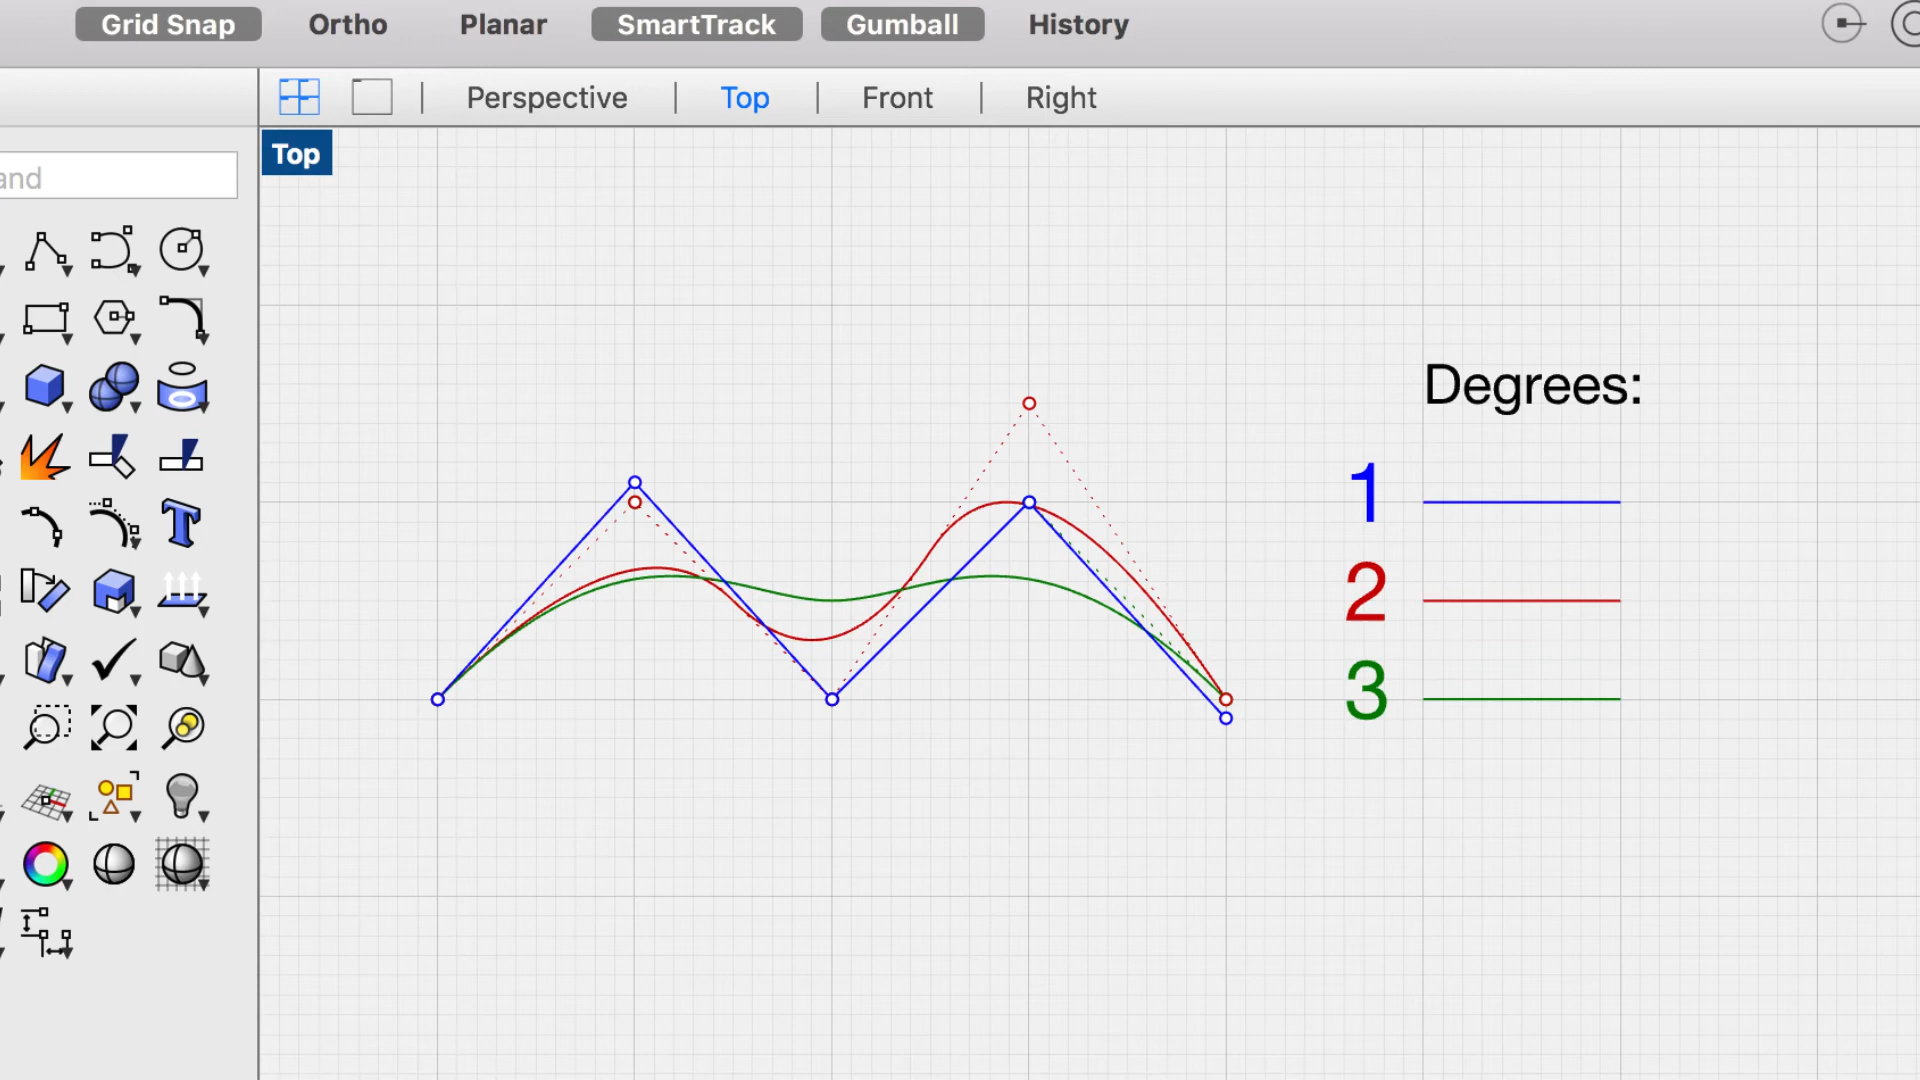 Grid Snap Ortho Planar SmartTrack Gumball History
Perspective Top Front Right
Top
and
Degrees:
1
2
3